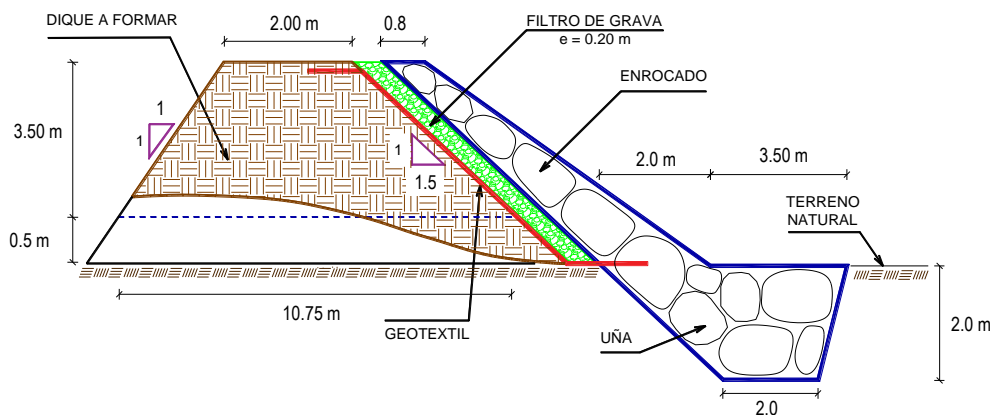 DIQUE A FORMAR
2.00 m
0.8
FILTRO DE GRAVA
e = 0.20 m
ENROCADO
3.50 m
1
1
1
1.5
2.0 m
3.50 m
TERRENO
NATURAL
0.5 m
10.75 m
GEOTEXTIL
UÑA
2.0 m
2.0